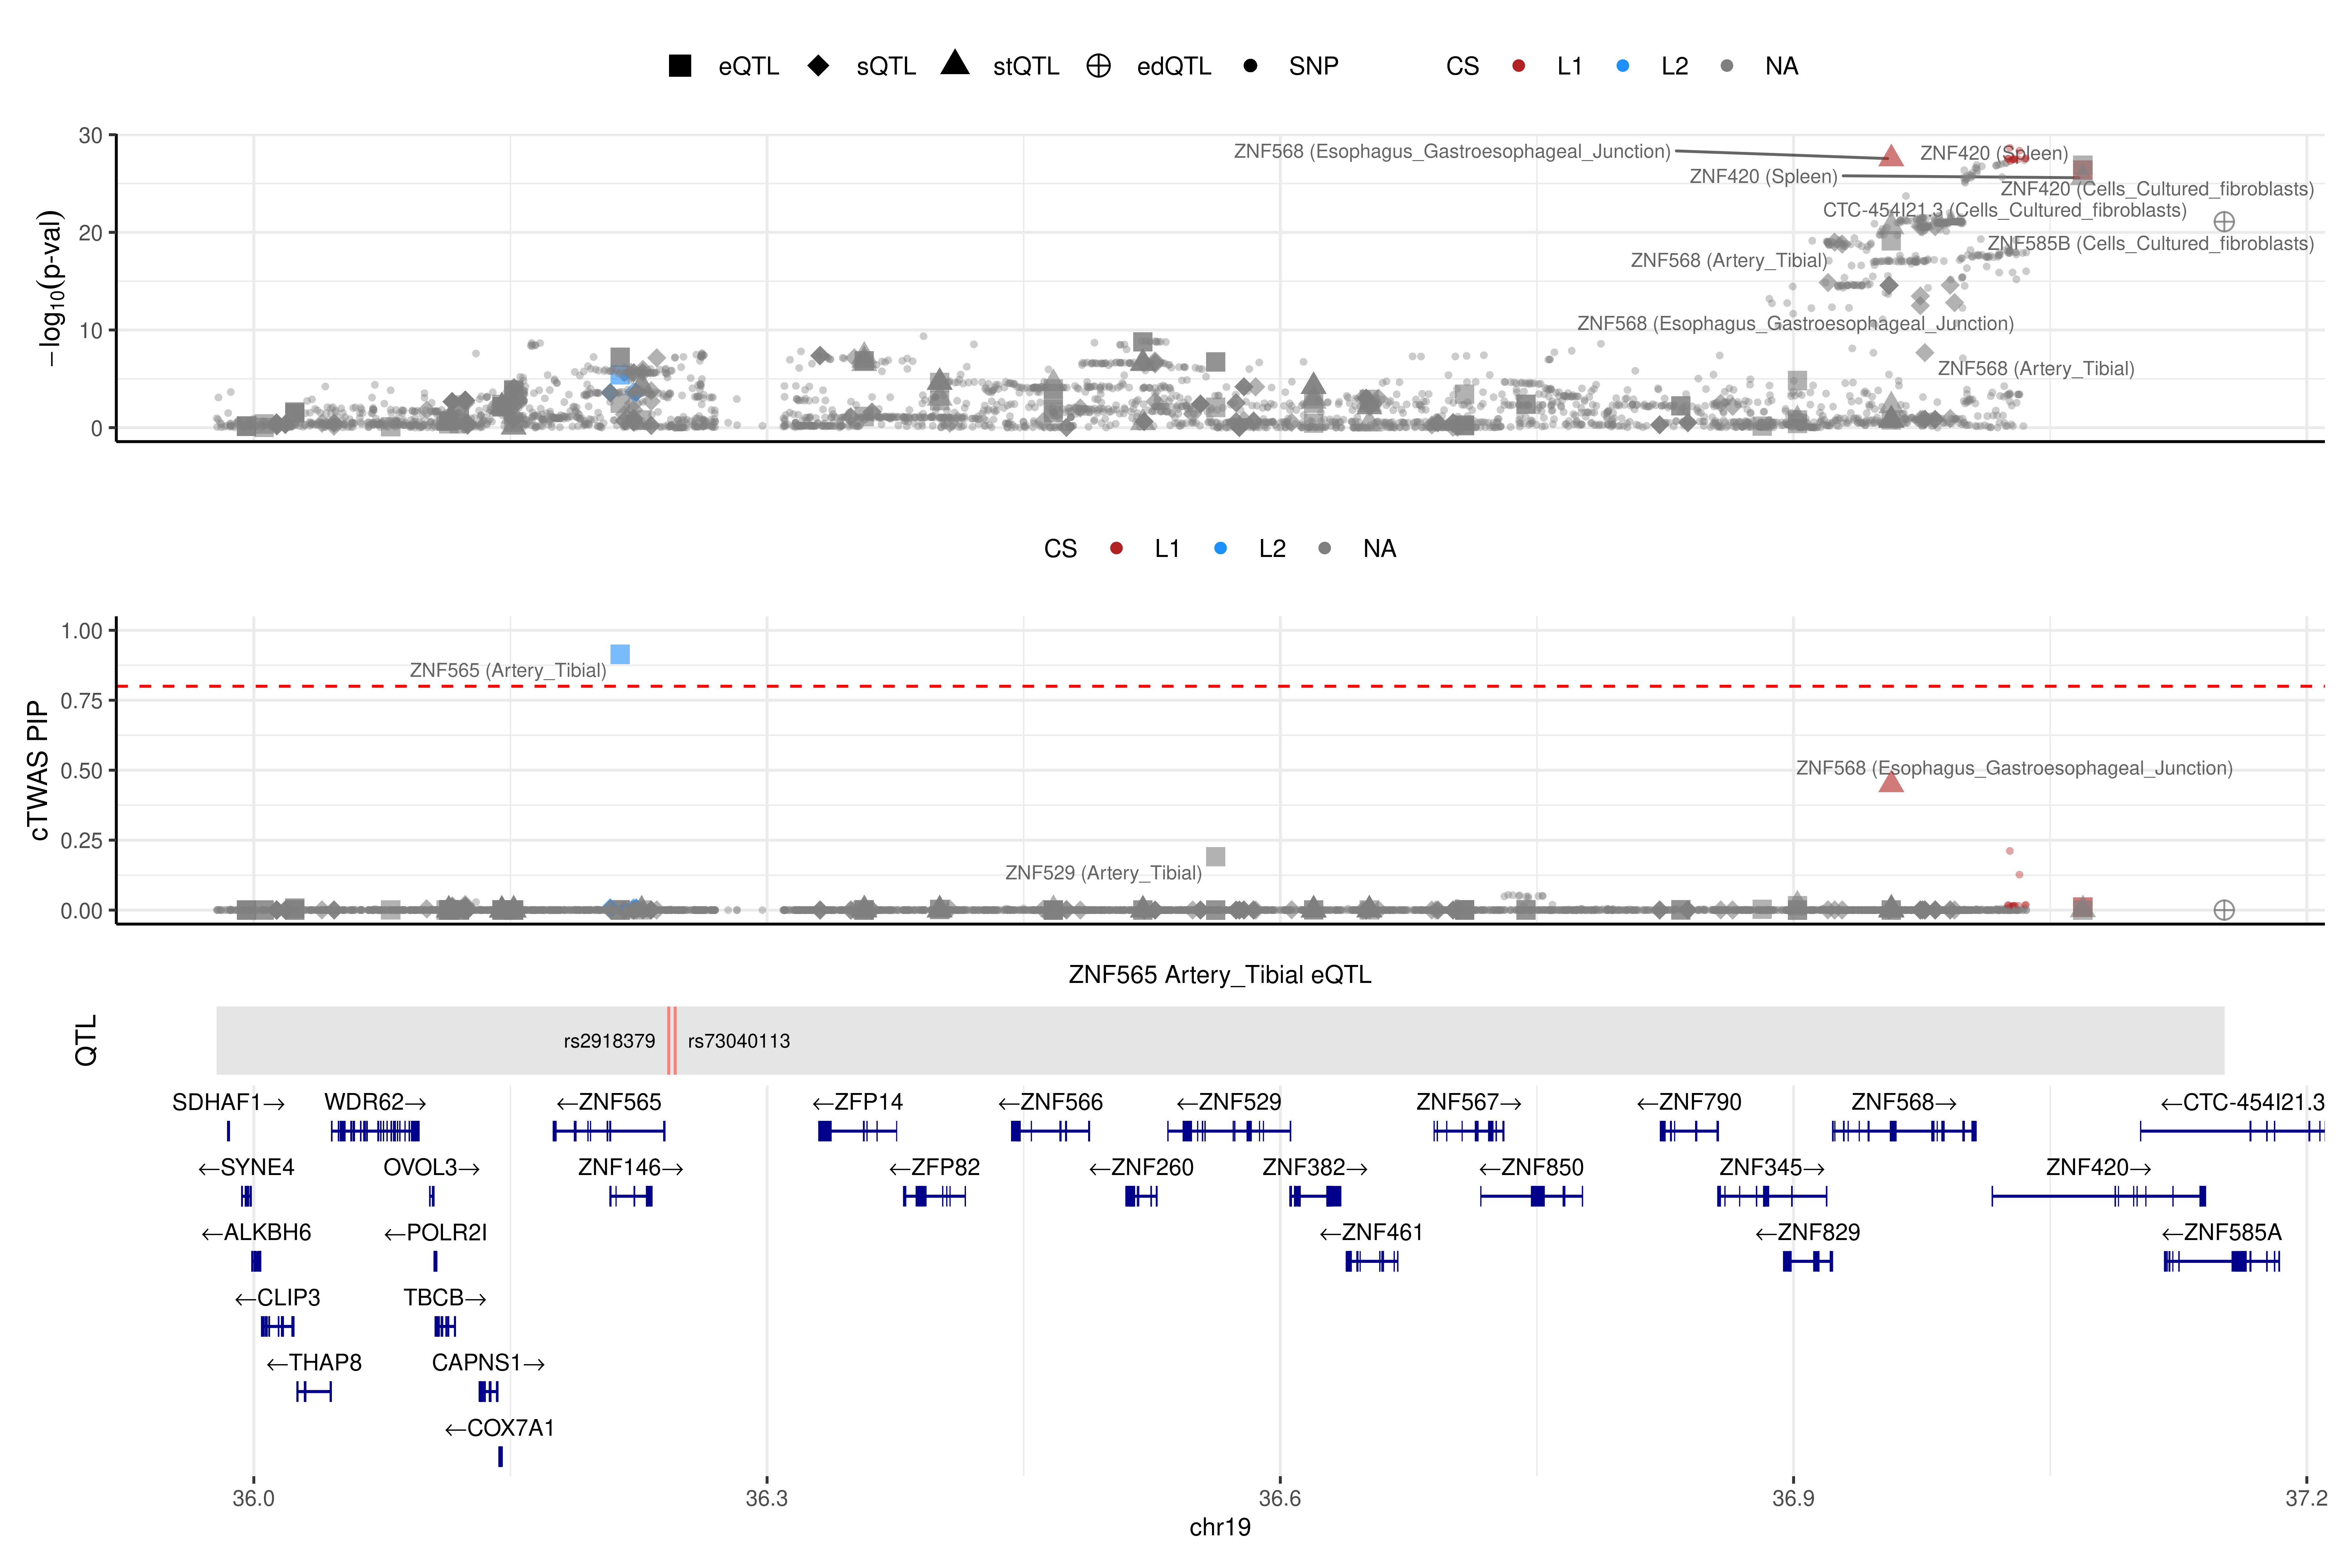 eQTL sQTL stQTL edQTL SNP CS L1 L2 NA
−log10(p-val)
30
20
10
0
ZNF568 (Esophagus_Gastroesophageal_Junction)
ZNF420 (Spleen)
ZNF420 (Spleen)
ZNF420 (Cells_Cultured_fibroblasts)
CTC-454I21.3 (Cells_Cultured_fibroblasts)
ZNF585B (Cells_Cultured_fibroblasts)
ZNF568 (Artery_Tibial)
ZNF568 (Esophagus_Gastroesophageal_Junction)
ZNF568 (Artery_Tibial)
CS L1 L2 NA
cTWAS PIP
1.00
0.75
0.50
0.25
0.00
ZNF565 (Artery_Tibial)
ZNF568 (Esophagus_Gastroesophageal_Junction)
ZNF529 (Artery_Tibial)
ZNF565 Artery_Tibial eQTL
QTL
rs2918379 rs73040113
SDHAF1→ WDR62→ ←ZNF565 ←ZFP14 ←ZNF566 ←ZNF529 ZNF567→ ←ZNF790 ZNF568→ ←CTC-454I21.3
←SYNE4 OVOL3→ ZNF146→ ←ZFP82 ←ZNF260 ZNF382→ ←ZNF850 ZNF345→ ZNF420→
←ALKBH6 ←POLR2I ←ZNF461 ←ZNF829 ←ZNF585A
←CLIP3 TBCB→
←THAP8 CAPNS1→
←COX7A1
36.0 36.3 36.6 36.9 37.2
chr19